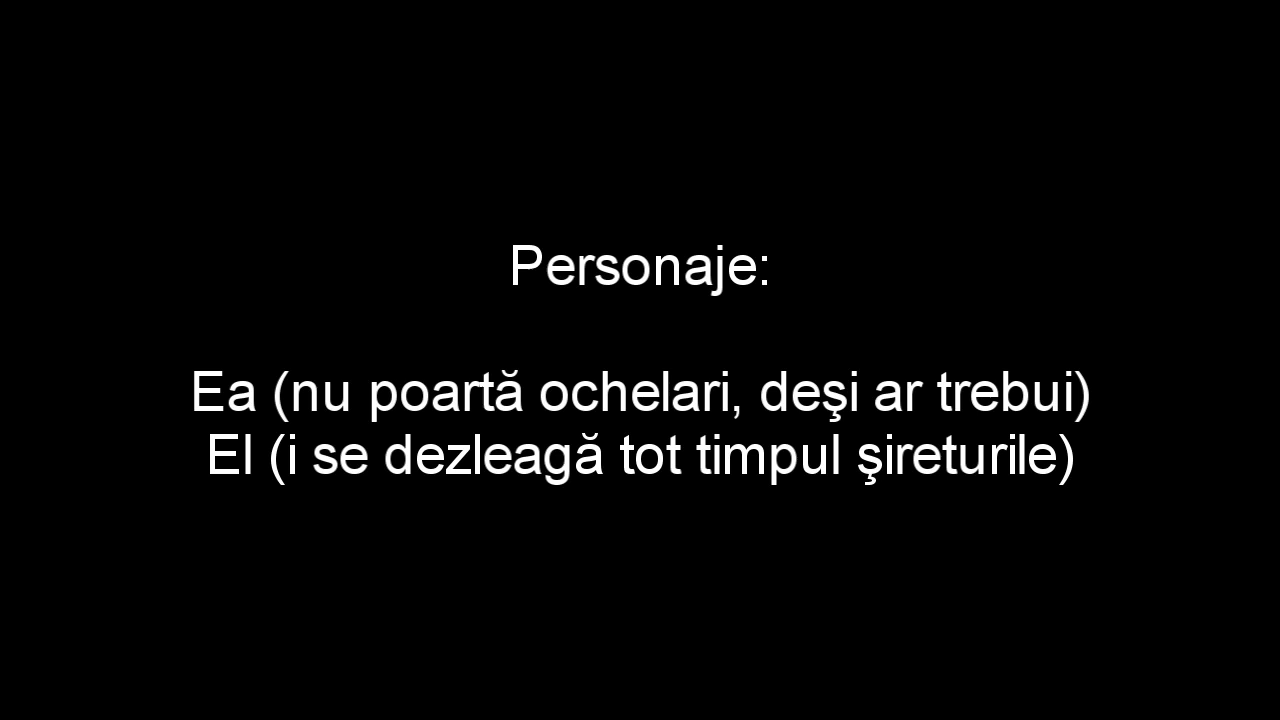 Personaje:
Ea (nu poartă ochelari, deşi ar trebui)
El (i se dezleagă tot timpul şireturile)